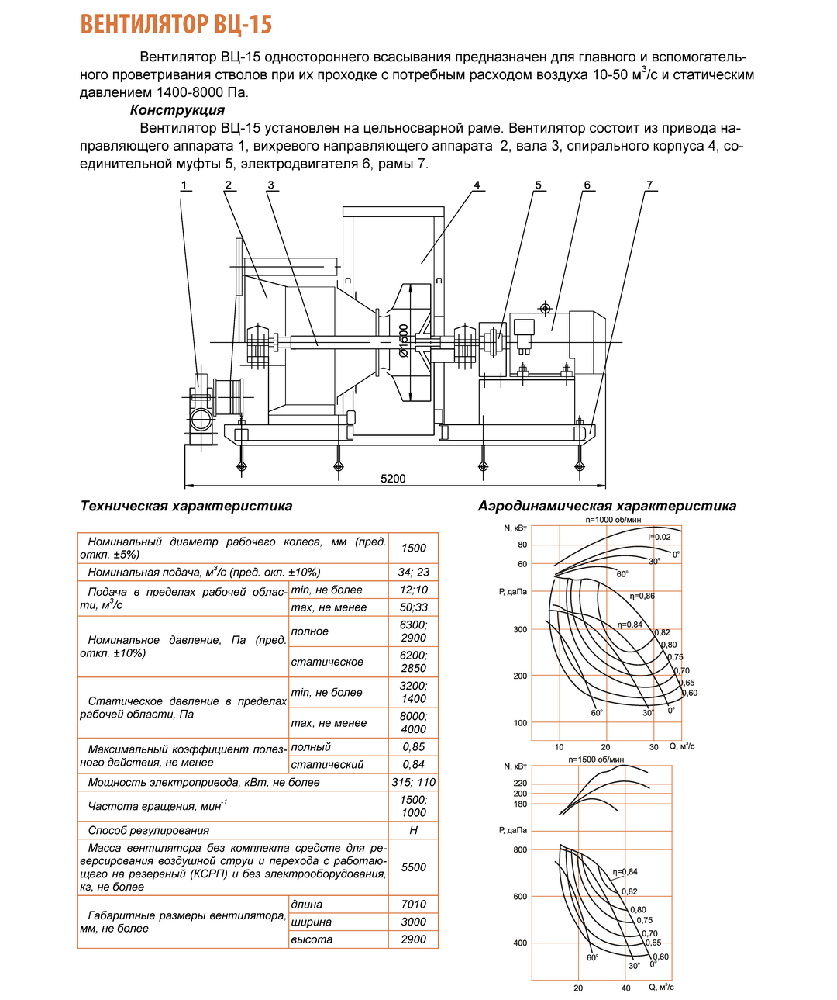 ВЕНТИЛЯТОР ВЦ-15
Вентилятор ВЦ-15 одностороннего всасывания предназначен для главного и вспомогатель-
ного проветривания стволов при их проходке с потребным расходом воздуха 10-50 м³/с и статическим
давлением 1400-8000 Па.
Конструкция
Вентилятор ВЦ-15 установлен на цельносварной раме. Вентилятор состоит из привода на-
правляющего аппарата 1, вихревого направляющего аппарата 2, вала 3, спирального корпуса 4, со-
единительной муфты 5, электродвигателя 6, рамы 7.
1 2 3 4 5 6 7
Ø1500
5200
Техническая характеристика
Номинальный диаметр рабочего колеса, мм (пред.
откл. ±5%)
1500
Номинальная подача, м³/с (пред. окл. ±10%)
34; 23
Подача в пределах рабочей облас-
ти, м³/с
min, не более
12;10
max, не менее
50;33
Номинальное давление, Па (пред.
откл. ±10%)
полное
6300;
2900
статическое
6200;
2850
Статическое давление в пределах
рабочей области, Па
min, не более
3200;
1400
max, не менее
8000;
4000
Максимальный коэффициент полез-
ного действия, не менее
полный
0,85
статический
0,84
Мощность электропривода, кВт, не более
315; 110
Частота вращения, мин⁻¹
1500;
1000
Способ регулирования
Н
Масса вентилятора без комплекта средств для ре-
версирования воздушной струи и перехода с работаю-
щего на резервный (КСРП) и без электрооборудования,
кг, не более
5500
Габаритные размеры вентилятора,
мм, не более
длина
7010
ширина
3000
высота
2900
Аэродинамическая характеристика
n=1000 об/мин
N, кВт
80
60
I=0.02
0°
30°
60°
P, даПа
300
200
100
η=0,86
η=0,84
0,82
0,80
0,75
0,70
0,65
0,60
60°
30°
0°
10
20
30
Q, м³/с
n=1500 об/мин
N, кВт
220
200
180
P, даПа
800
600
400
η=0,84
0,82
0,80
0,75
0,70
0,65
0,60
60°
30°
0°
20
40
Q, м³/с